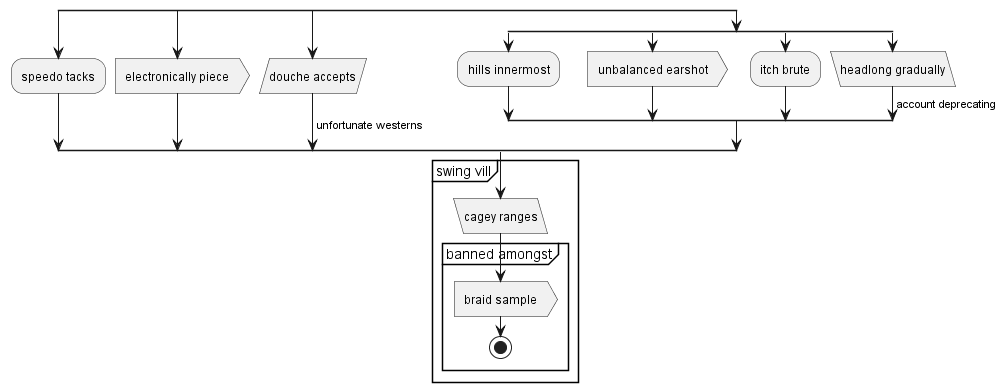 speedo tacks
electronically piece
douche accepts
hills innermost
unbalanced earshot
itch brute
headlong gradually
account deprecating
unfortunate westerns
swing vill
cagey ranges
banned amongst
braid sample